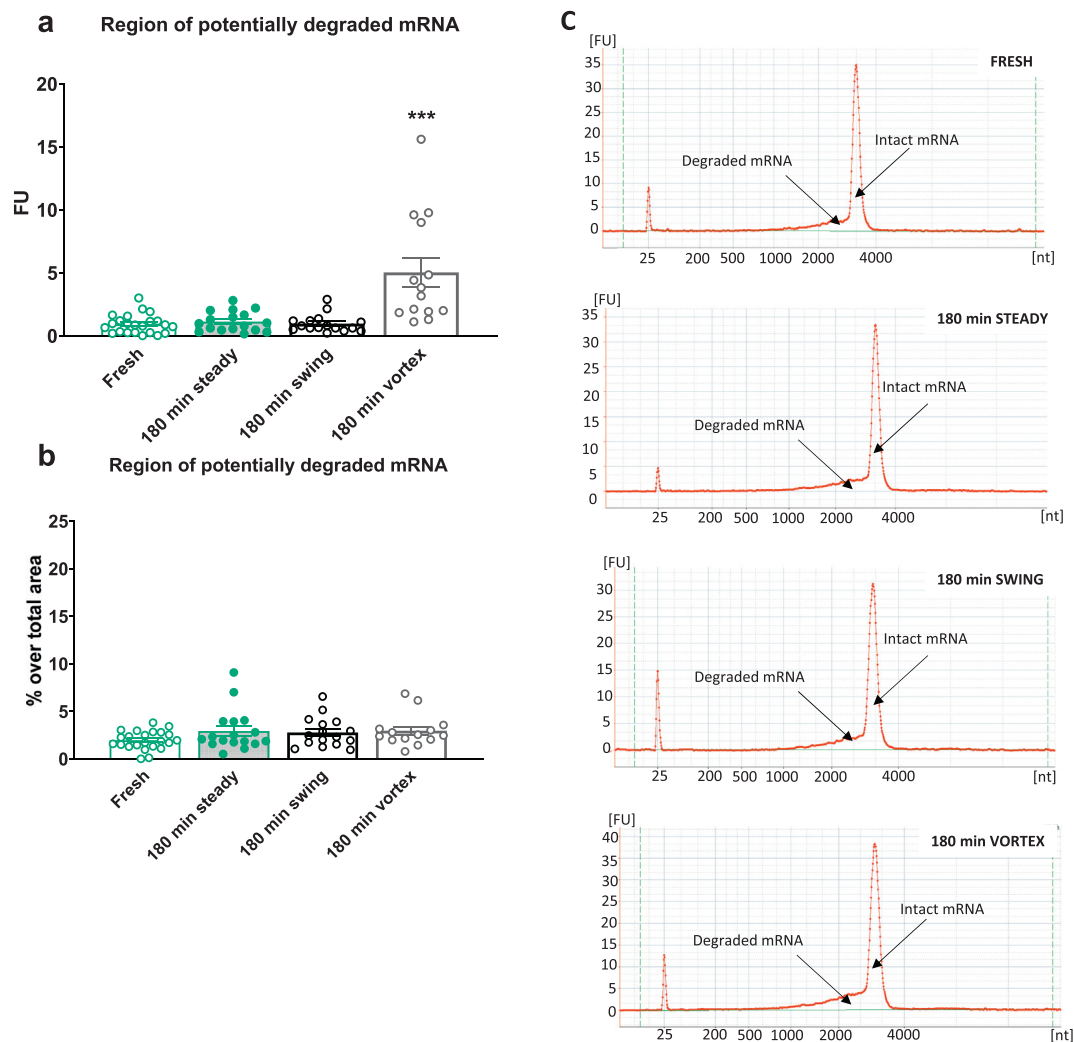 a
Region of potentially degraded mRNA
20
15
10
5
0
FU
***
Fresh
180 min steady
180 min swing
180 min vortex
b
Region of potentially degraded mRNA
25
20
15
10
5
0
% over total area
Fresh
180 min steady
180 min swing
180 min vortex
C
[FU]
FRESH
35
30
25
20
15
10
5
0
Degraded mRNA
Intact mRNA
25 200 500 1000 2000 4000 [nt]
[FU]
180 min STEADY
35
30
25
20
15
10
5
0
Intact mRNA
Degraded mRNA
25 200 500 1000 2000 4000 [nt]
[FU]
180 min SWING
30
25
20
15
10
5
0
Intact mRNA
Degraded mRNA
25 200 500 1000 2000 4000 [nt]
[FU]
180 min VORTEX
40
35
30
25
20
15
10
5
0
Intact mRNA
Degraded mRNA
25 200 500 1000 2000 4000 [nt]